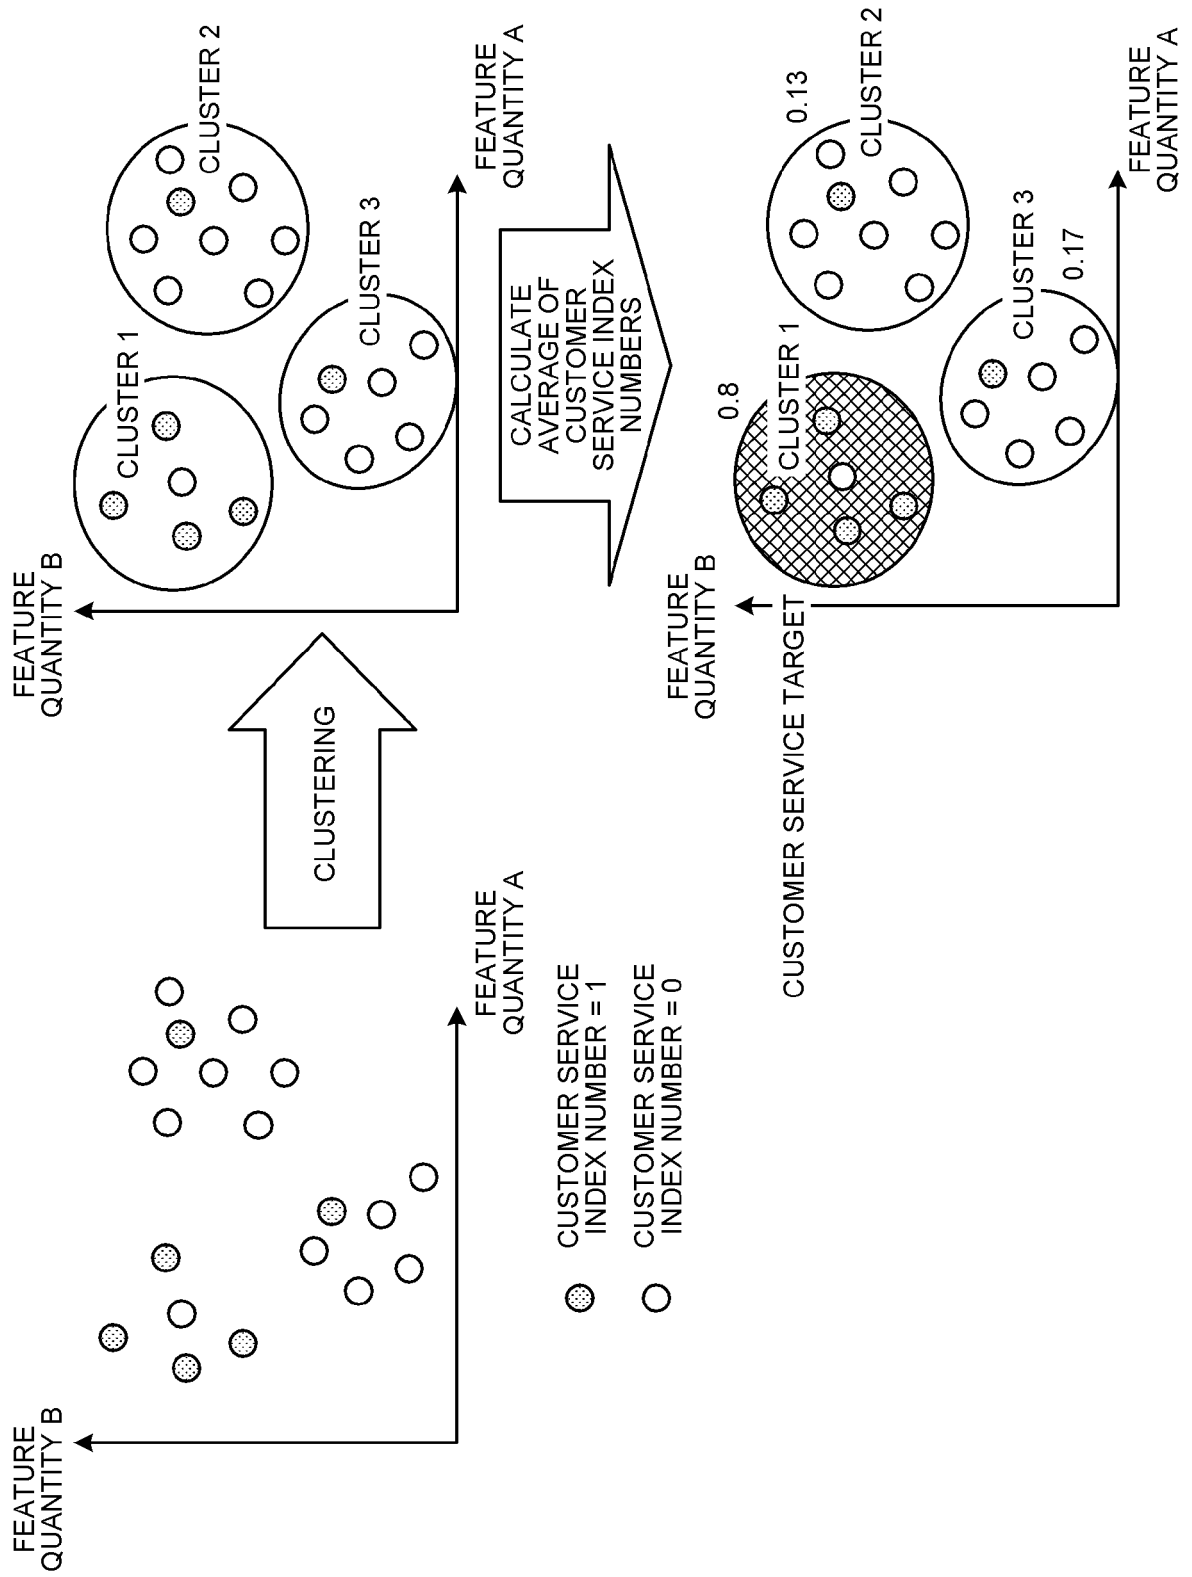 FEATURE
QUANTITY B
FEATURE
QUANTITY A
CUSTOMER SERVICE
INDEX NUMBER = 1
CUSTOMER SERVICE
INDEX NUMBER = 0
CLUSTERING
FEATURE
QUANTITY B
CLUSTER 1
CLUSTER 2
CLUSTER 3
FEATURE
QUANTITY A
CALCULATE
AVERAGE OF
CUSTOMER
SERVICE INDEX
NUMBERS
FEATURE
QUANTITY B
CUSTOMER SERVICE TARGET
0.8
CLUSTER 1
0.13
CLUSTER 2
CLUSTER 3
0.17
FEATURE
QUANTITY A